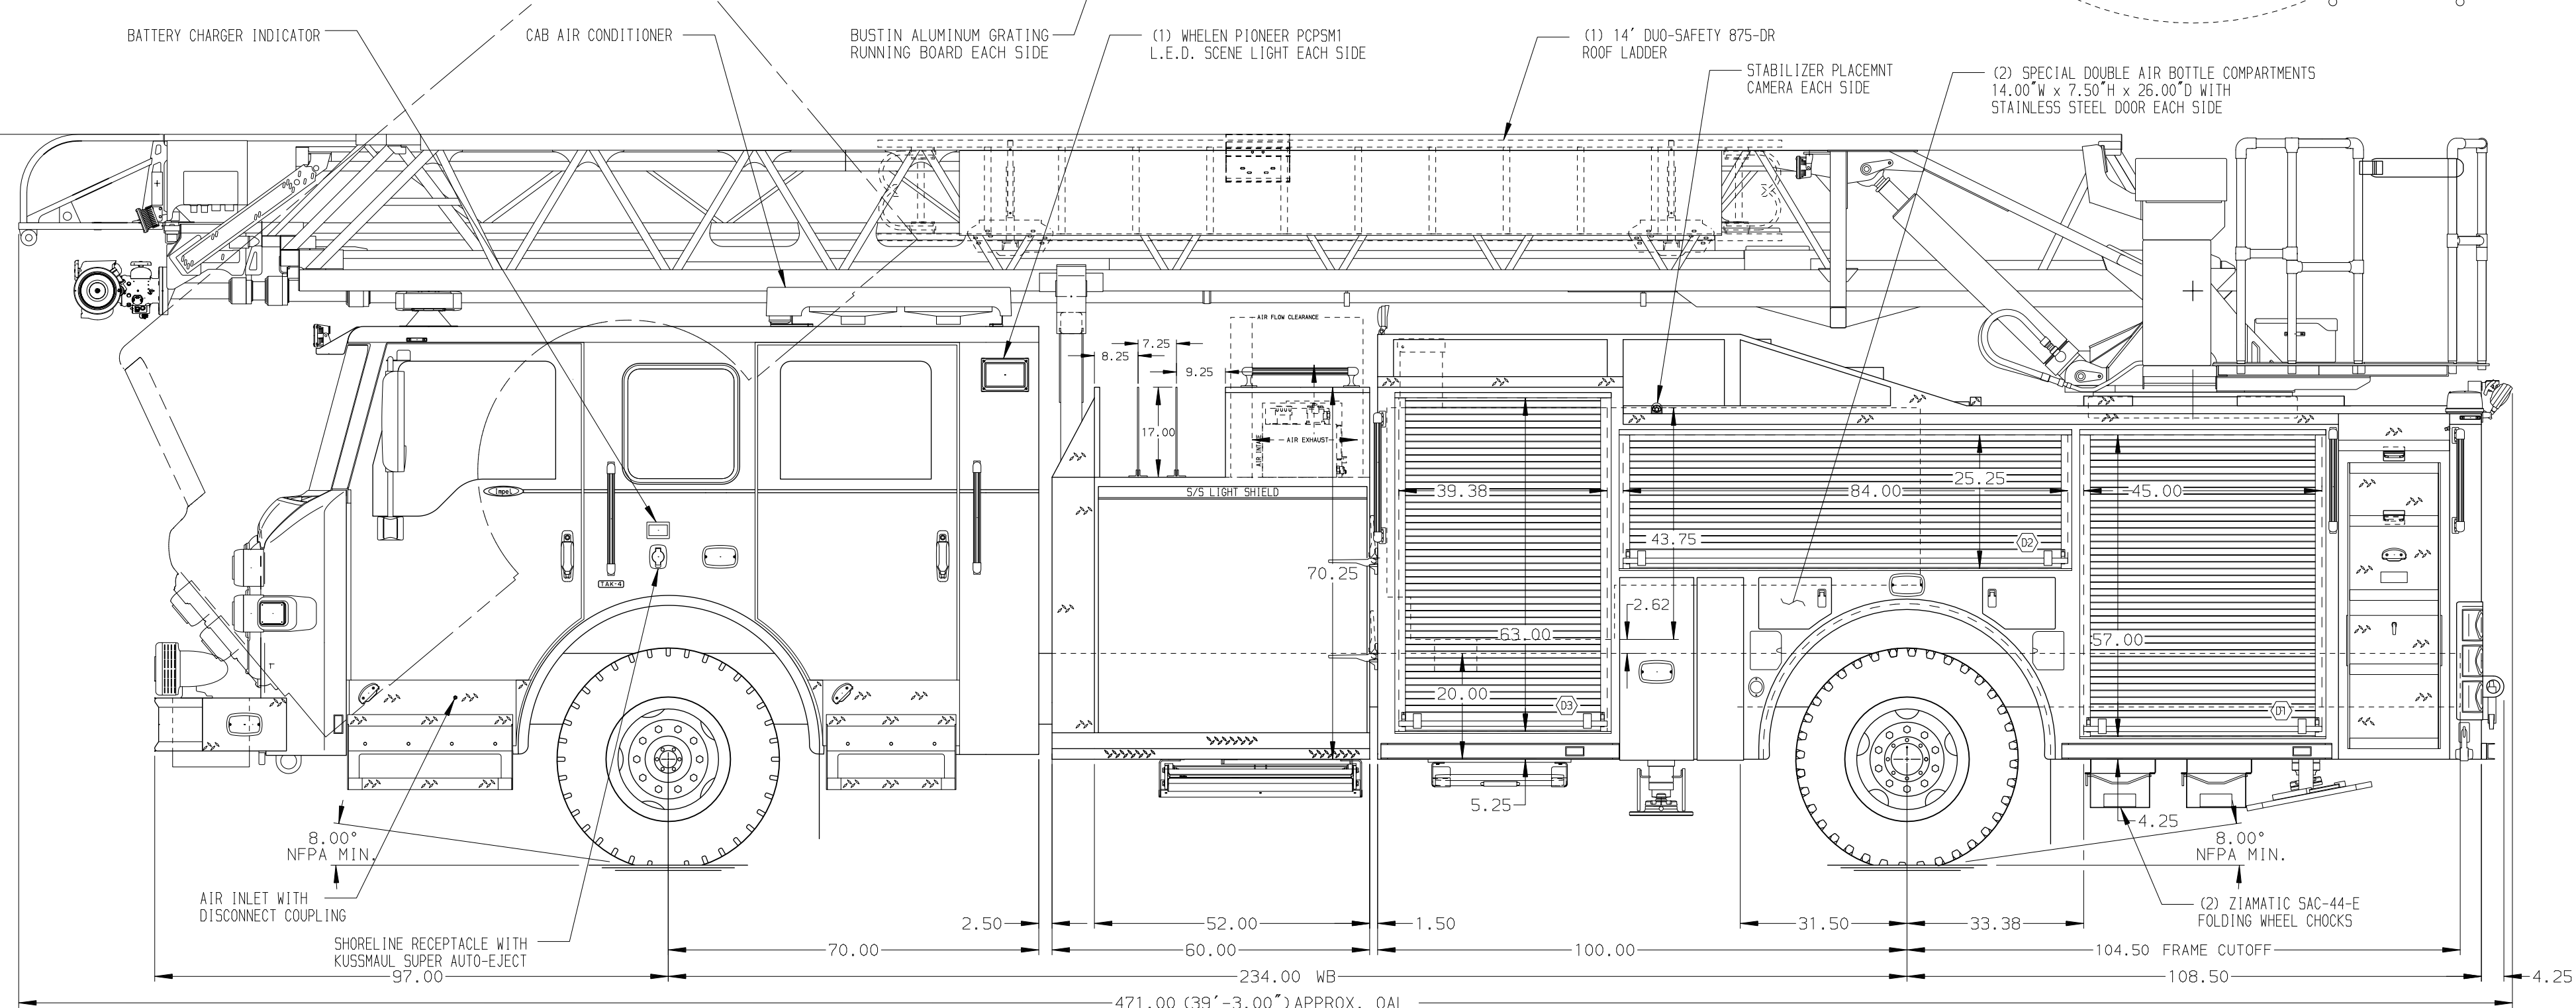 BATTERY CHARGER INDICATOR
CAB AIR CONDITIONER
BUSTIN ALUMINUM GRATING
RUNNING BOARD EACH SIDE
(1) WHELEN PIONEER PCPSM1
L.E.D. SCENE LIGHT EACH SIDE
(1) 14' DUO-SAFETY 875-DR
ROOF LADDER
STABILIZER PLACEMNT
CAMERA EACH SIDE
(2) SPECIAL DOUBLE AIR BOTTLE COMPARTMENTS
14.00"W x 7.50"H x 26.00"D WITH
STAINLESS STEEL DOOR EACH SIDE
AIR FLOW CLEARANCE
7.25
8.25
9.25
17.00
AIR INTAKE
AIR EXHAUST
S/S LIGHT SHIELD
Impel
TAK-4
39.38
84.00
25.25
45.00
43.75
D2
70.25
2.62
63.00
57.00
20.00
D3
D1
5.25
4.25
8.00°
NFPA MIN.
8.00°
NFPA MIN.
AIR INLET WITH
DISCONNECT COUPLING
SHORELINE RECEPTACLE WITH
KUSSMAUL SUPER AUTO-EJECT
(2) ZIAMATIC SAC-44-E
FOLDING WHEEL CHOCKS
2.50
52.00
1.50
31.50
33.38
70.00
60.00
100.00
104.50 FRAME CUTOFF
97.00
234.00 WB
108.50
4.25
471.00 (39'-3.00") APPROX. OAL